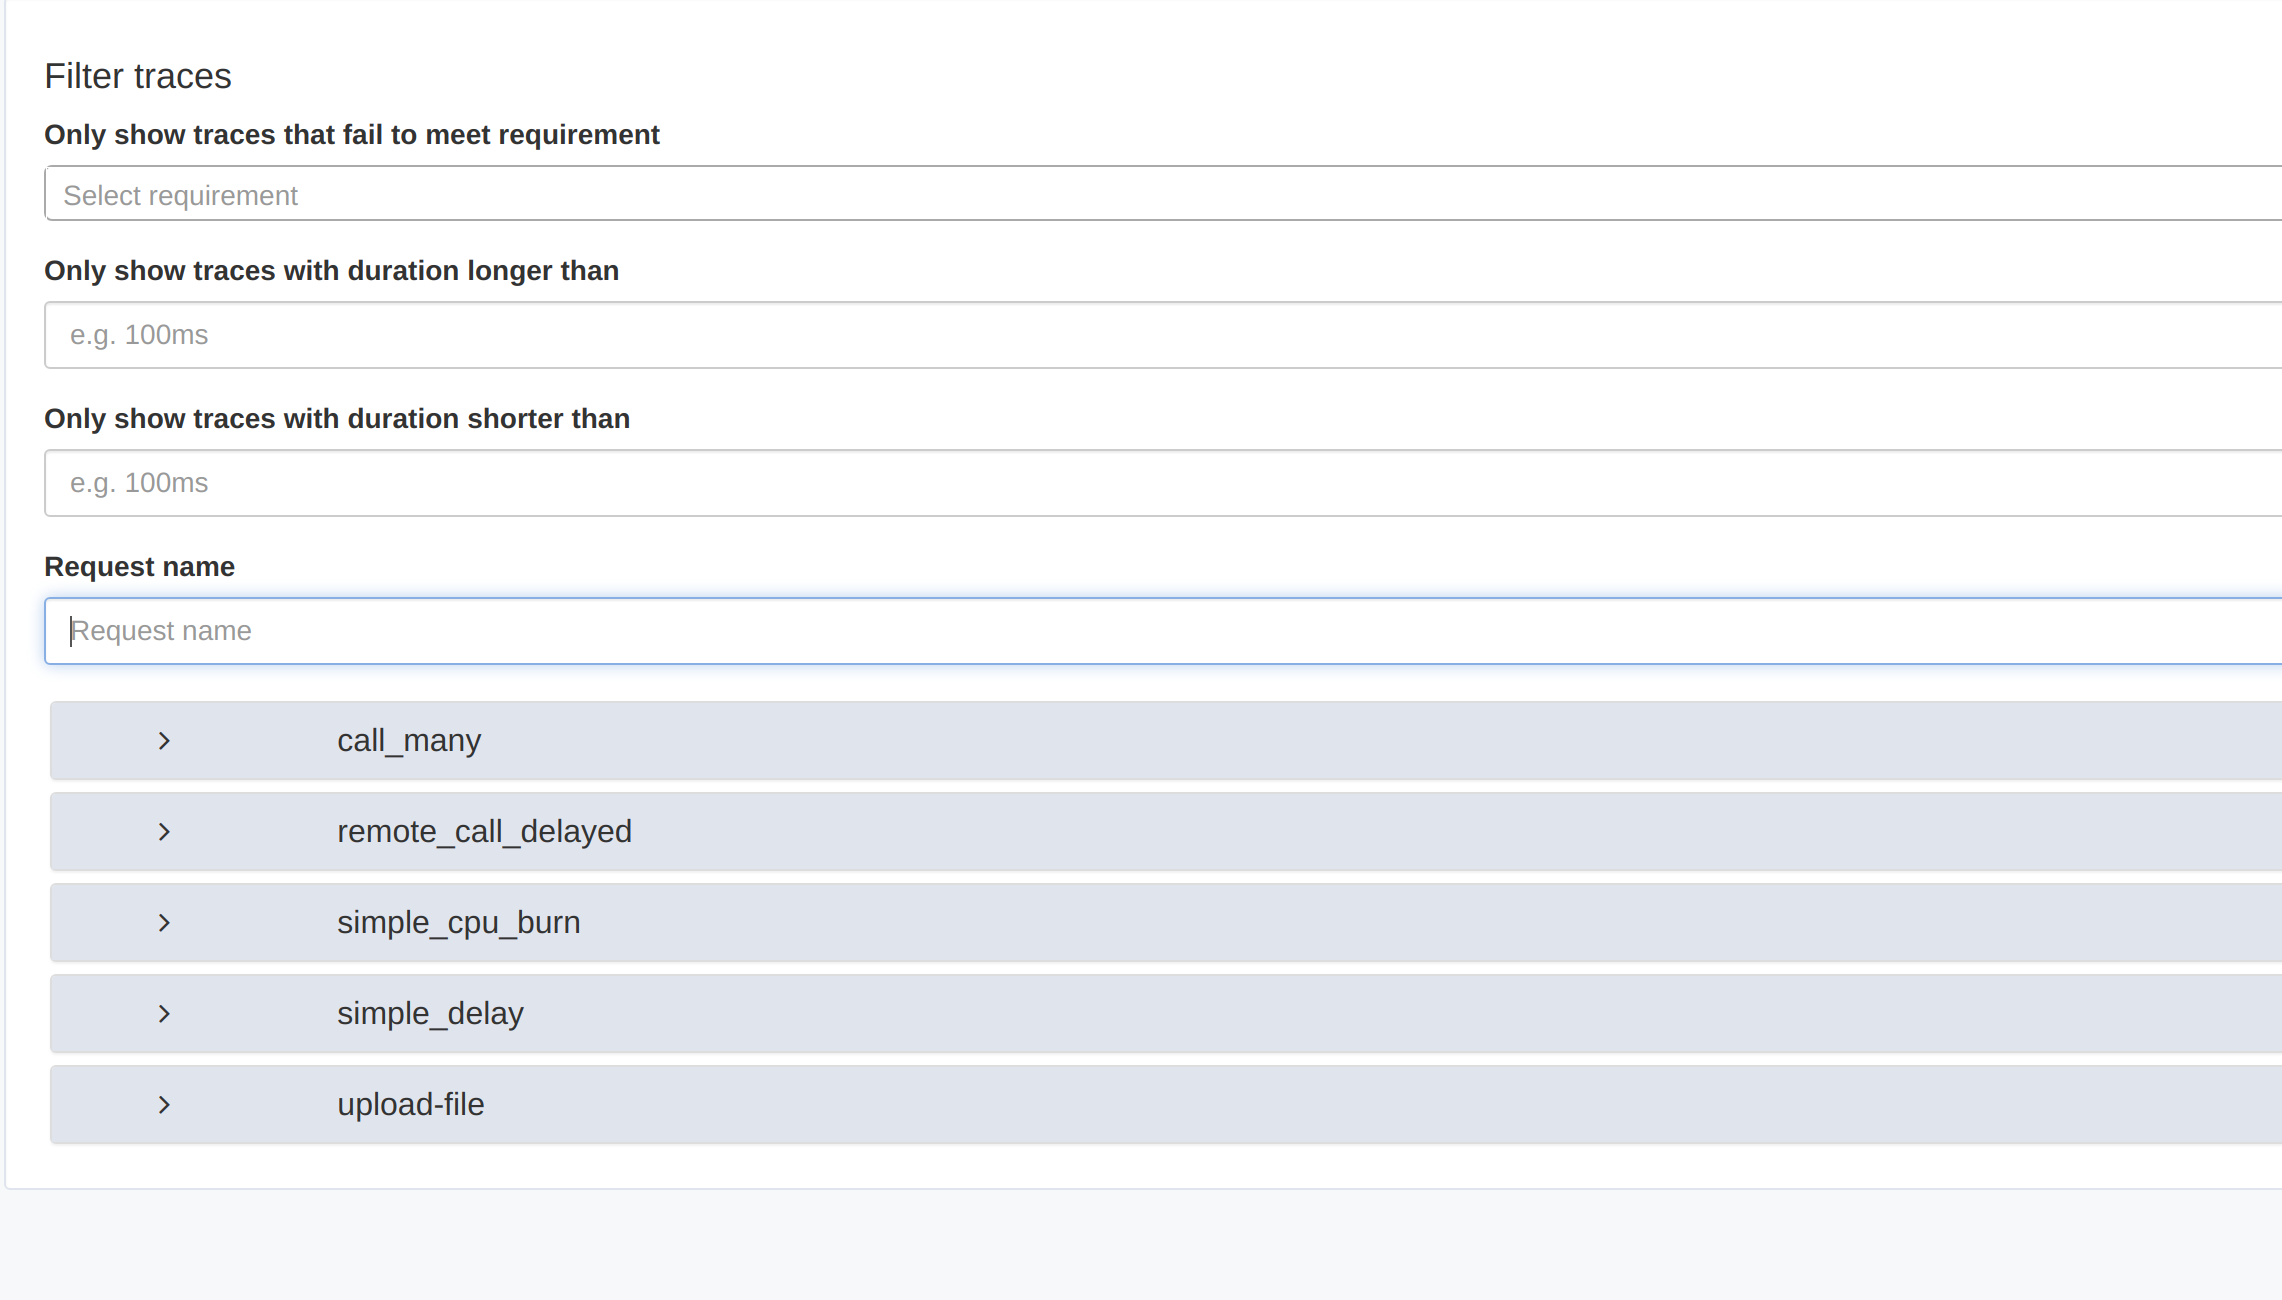 Filter traces
Only show traces that fail to meet requirement
Select requirement
Only show traces with duration longer than
e.g. 100ms
Only show traces with duration shorter than
e.g. 100ms
Request name
Request name
call_many
remote_call_delayed
simple_cpu_burn
simple_delay
upload-file